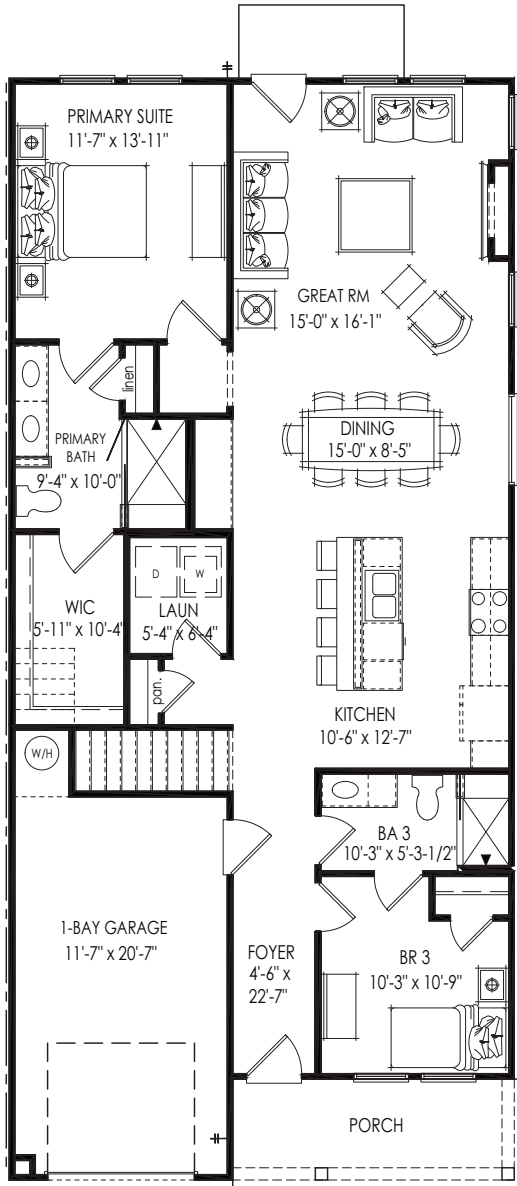 PRIMARY SUITE
11'-7" x 13'-11"
GREAT RM
15'-0" x 16'-1"
linen
PRIMARY
BATH
9'-4" x 10'-0"
DINING
15'-0" x 8'-5"
D
W
WIC
5'-11" x 10'-4"
LAUN
5'-4" x 6'-4"
pan.
KITCHEN
10'-6" x 12'-7"
W/H
BA 3
10'-3" x 5'-3-1/2"
1-BAY GARAGE
11'-7" x 20'-7"
FOYER
4'-6" x
22'-7"
BR 3
10'-3" x 10'-9"
PORCH